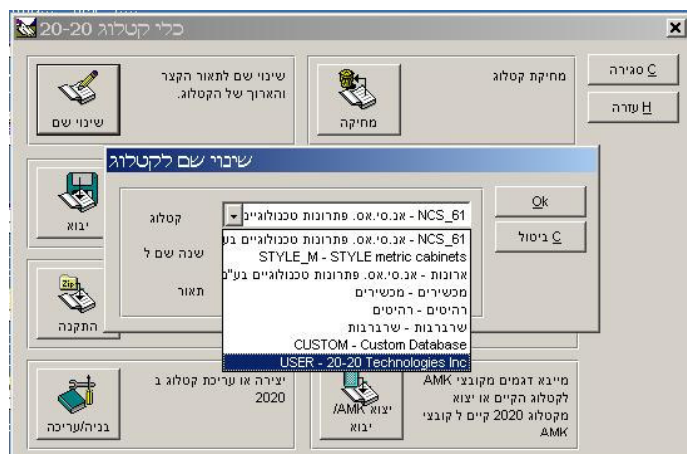 כלי קטלוג 20-20
שינוי שם
שינוי שם לתאור הקצר
והארוך של הקטלוג.
מחיקה
מחיקת קטלוג
C סגירה
H עזרה
יבוא
התקנה
שינוי שם לקטלוג
קטלוג
NCS_61 - אנ.סי.אס. פתרונות טכנולוגיים
שנה שם ל
תאור
Ok
C ביטול
NCS_61 - אנ.סי.אס. פתרונות טכנולוגיים בע
STYLE_M - STYLE metric cabinets
ארונות - אנ.סי.אס. פתרונות טכנולוגיים בע"מ
מכשירים - מכשירים
רהיטים - רהיטים
שרברבות - שרברבות
CUSTOM - Custom Database
USER - 20-20 Technologies Inc
בניה/עריכה
יצירה או עריכת קטלוג ב
2020
יצוא AMK/
יבוא
מייבא דגמים מקובצי AMK
לקטלוג הקיים או יצוא
מקטלוג 2020 קיים ל קובצי
AMK